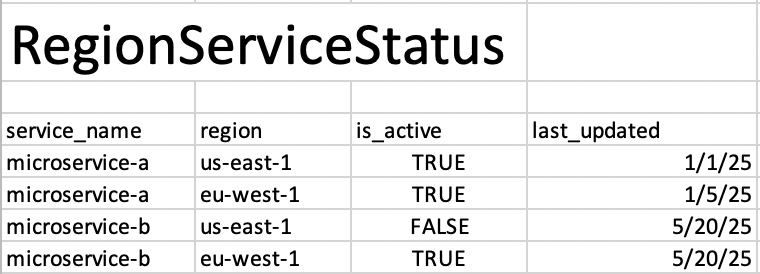 RegionServiceStatus
service_name region is_active last_updated
microservice-a us-east-1 TRUE 1/1/25
microservice-a eu-west-1 TRUE 1/5/25
microservice-b us-east-1 FALSE 5/20/25
microservice-b eu-west-1 TRUE 5/20/25